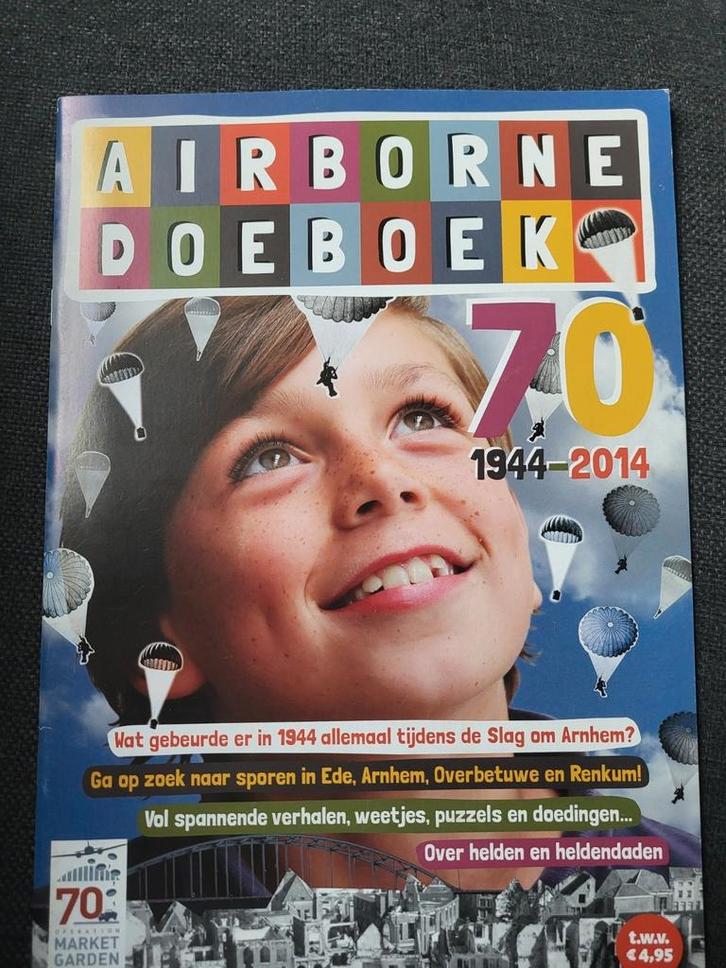 AIRBORNE
DOEBOEK
70
1944-2014
Wat gebeurde er in 1944 allemaal tijdens de Slag om Arnhem?
Ga op zoek naar sporen in Ede, Arnhem, Overbetuwe en Renkum!
Vol spannende verhalen, weetjes, puzzels en doedingen...
Over helden en heldendaden
70
OPERATION
MARKET
GARDEN
t.w.v.
€ 4,95